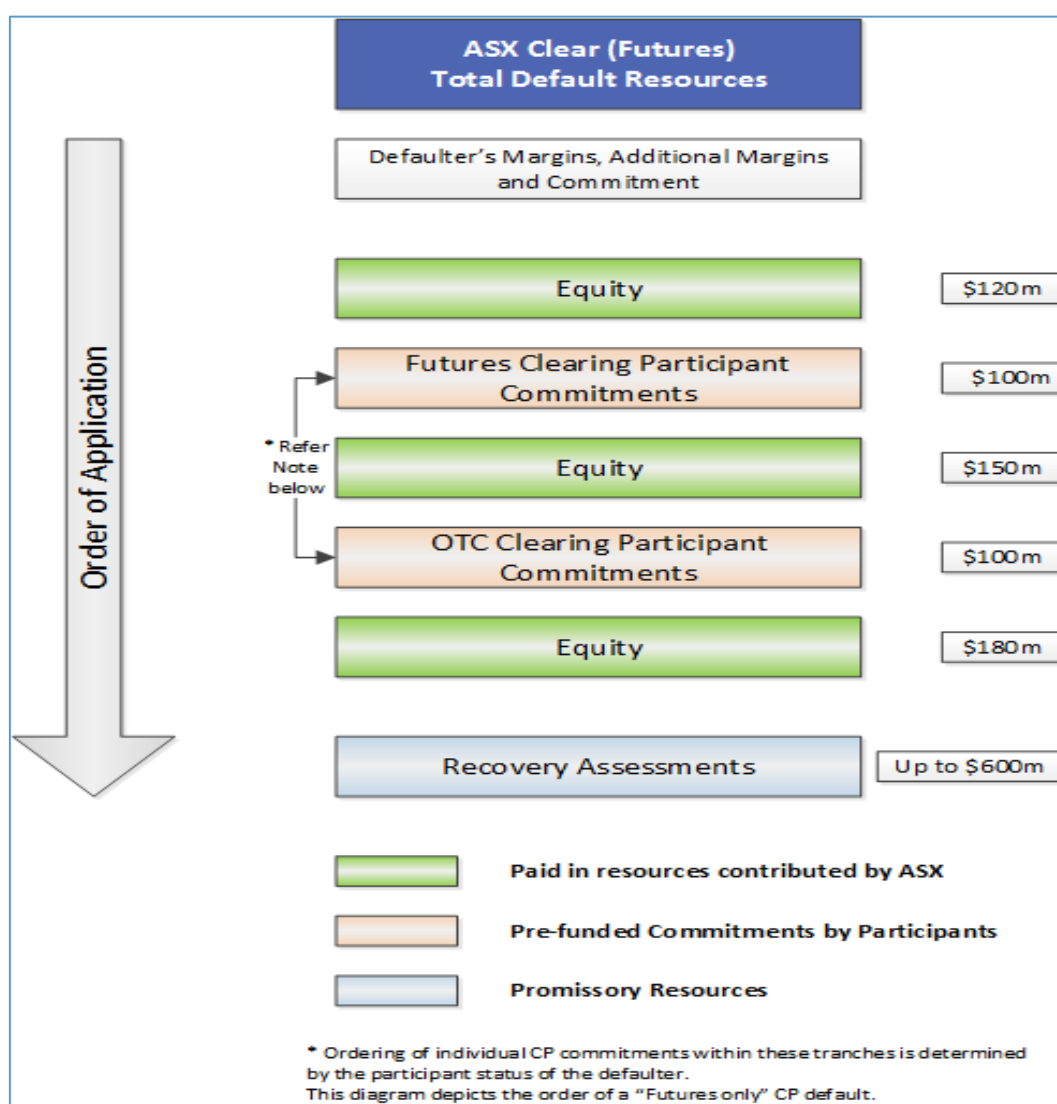 ASX Clear (Futures)
Total Default Resources
Defaulter's Margins, Additional Margins
and Commitment
Order of Application
Equity
$120m
Futures Clearing Participant
Commitments
$100m
* Refer
Note
below
Equity
$150m
OTC Clearing Participant
Commitments
$100m
Equity
$180m
Recovery Assessments
Up to $600m
Paid in resources contributed by ASX
Pre-funded Commitments by Participants
Promissory Resources
* Ordering of individual CP commitments within these tranches is determined
by the participant status of the defaulter.
This diagram depicts the order of a "Futures only" CP default.